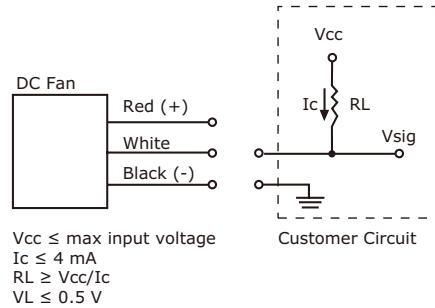 Vcc
DC Fan
Ic
RL
Red (+)
Vsig
White
Black (-)
Vcc ≤ max input voltage
Ic ≤ 4 mA
RL ≥ Vcc/Ic
VL ≤ 0.5 V
Customer Circuit